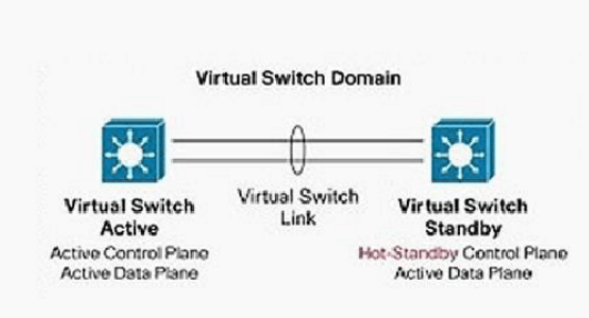 Virtual Switch Domain
Virtual Switch
Link
Virtual Switch
Active
Active Control Plane
Active Data Plane
Virtual Switch
Standby
Hot-Standby Control Plane
Active Data Plane